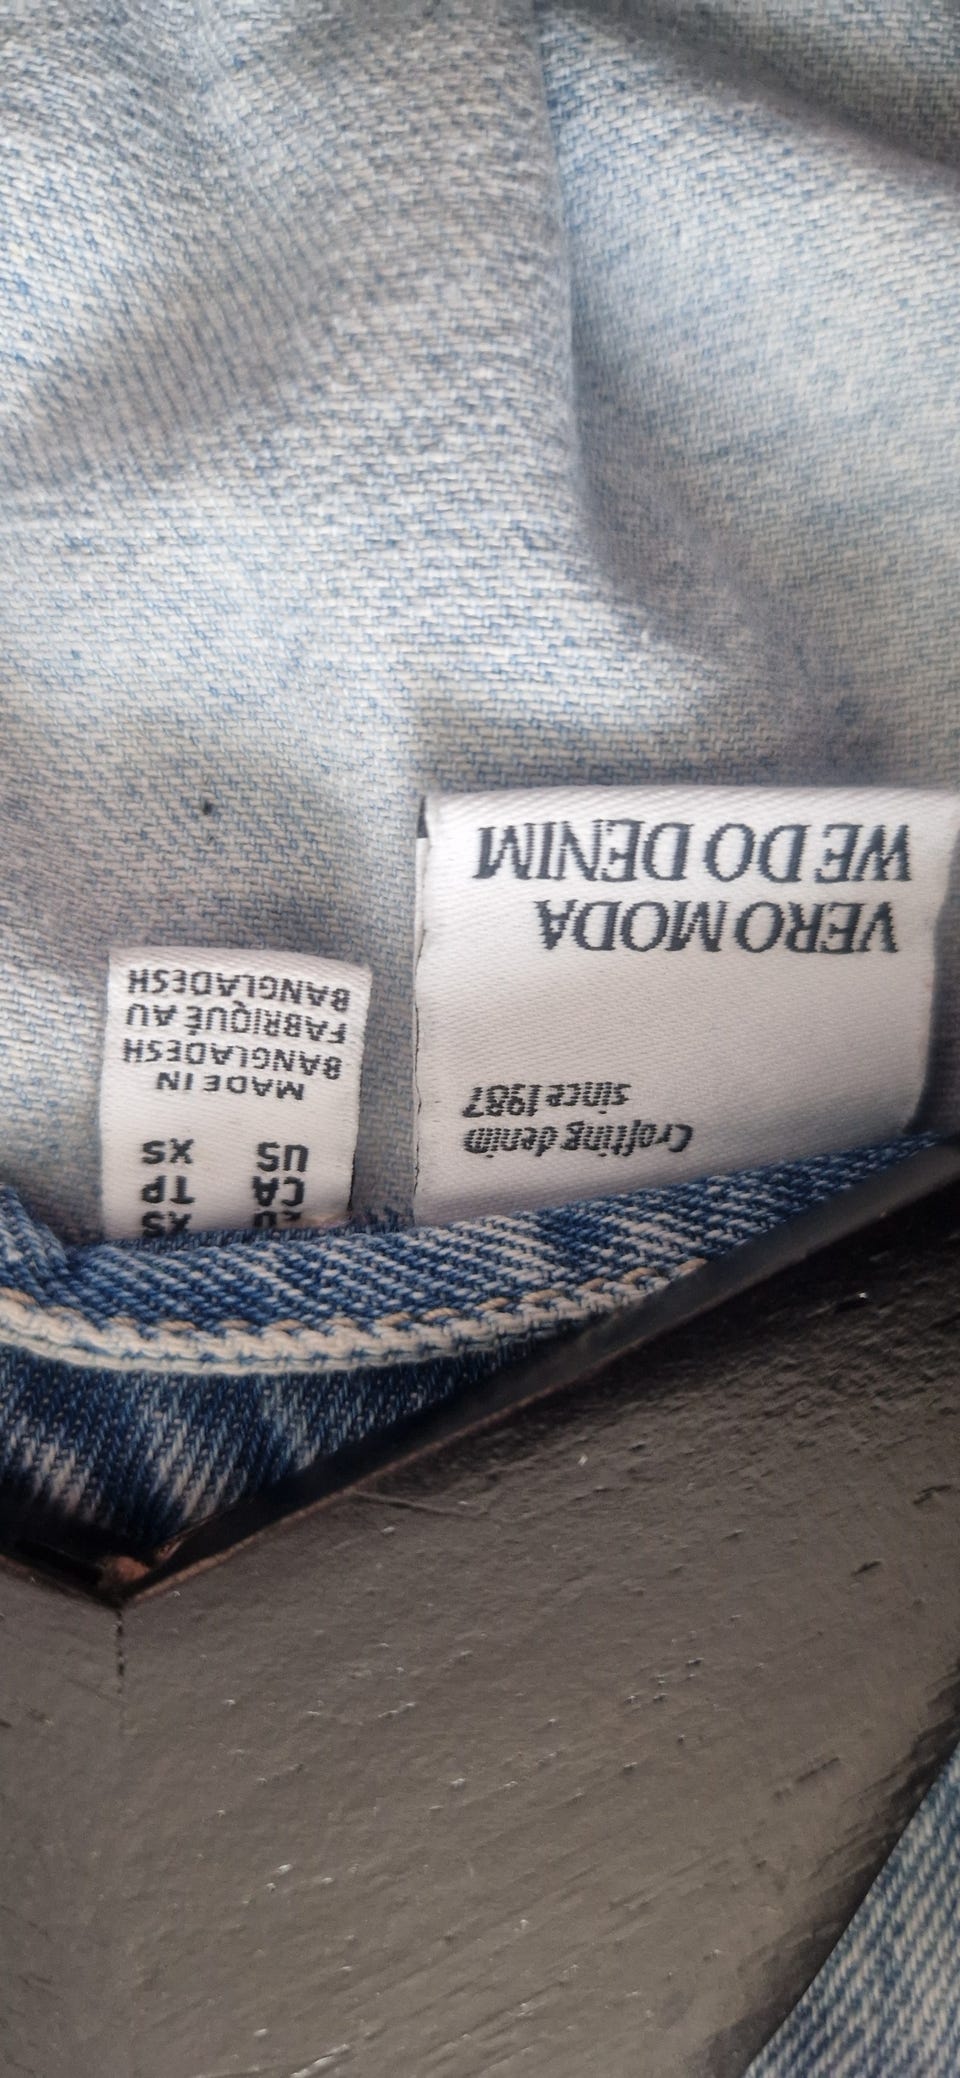 Crafting denim
since 1987
VERO MODA
WE DO DENIM
XS
CA TP
US XS
MADE IN
BANGLADESH
FABRIQUÉ AU
BANGLADESH